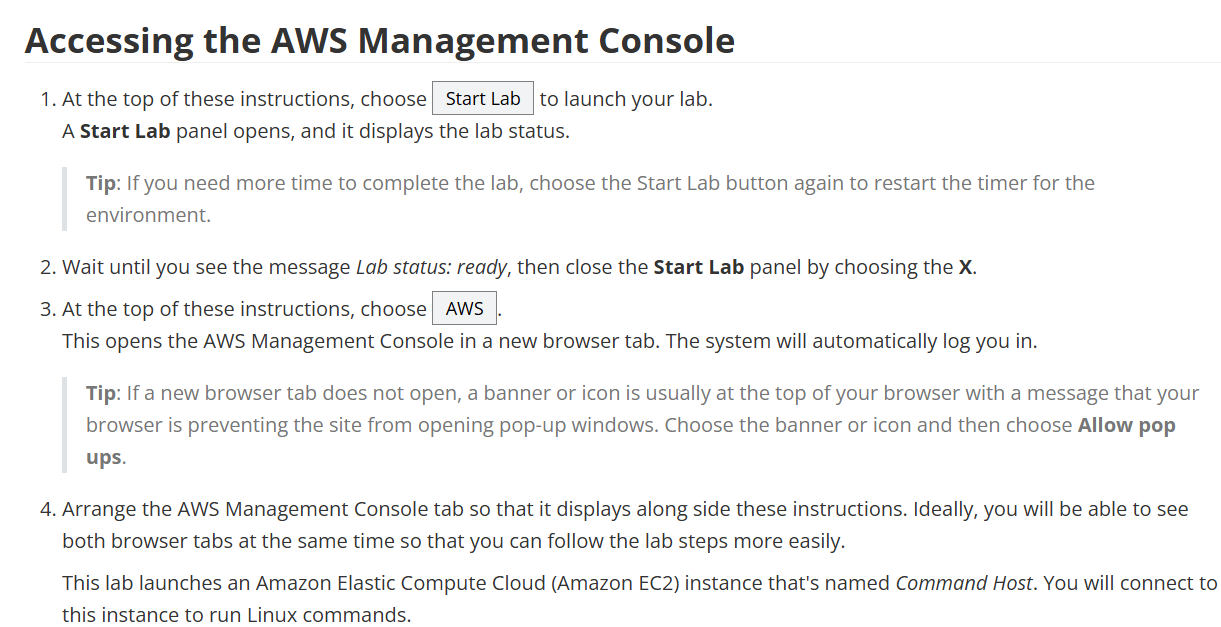 Accessing the AWS Management Console
1. At the top of these instructions, choose Start Lab to launch your lab.
A Start Lab panel opens, and it displays the lab status.
Tip: If you need more time to complete the lab, choose the Start Lab button again to restart the timer for the
environment.
2. Wait until you see the message Lab status: ready, then close the Start Lab panel by choosing the X.
3. At the top of these instructions, choose AWS.
This opens the AWS Management Console in a new browser tab. The system will automatically log you in.
Tip: If a new browser tab does not open, a banner or icon is usually at the top of your browser with a message that your
browser is preventing the site from opening pop-up windows. Choose the banner or icon and then choose Allow pop
ups.
4. Arrange the AWS Management Console tab so that it displays along side these instructions. Ideally, you will be able to see
both browser tabs at the same time so that you can follow the lab steps more easily.
This lab launches an Amazon Elastic Compute Cloud (Amazon EC2) instance that's named Command Host. You will connect to
this instance to run Linux commands.